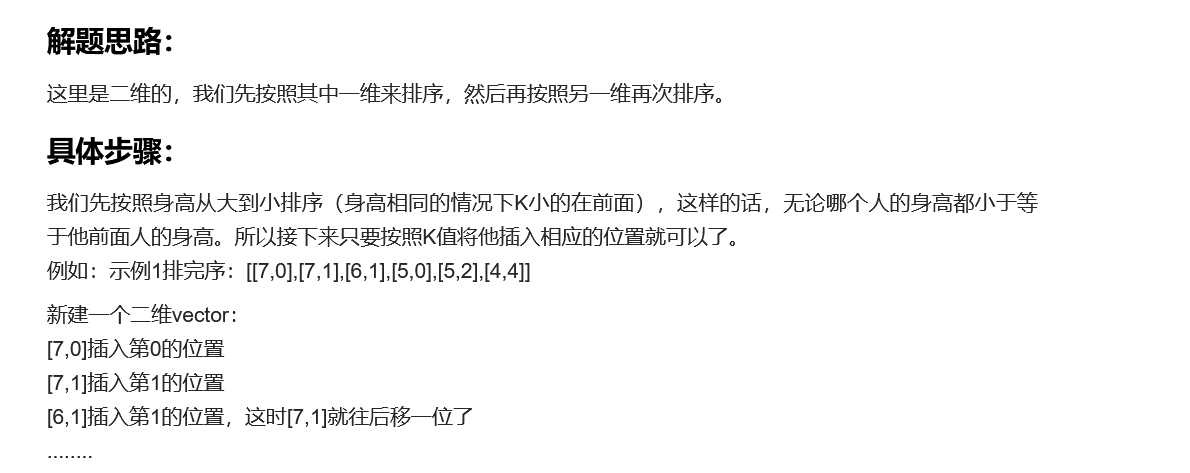 解题思路：
这里是二维的，我们先按照其中一维来排序，然后再按照另一维再次排序。
具体步骤：
我们先按照身高从大到小排序（身高相同的情况下K小的在前面），这样的话，无论哪个人的身高都小于等
于他前面人的身高。所以接下来只要按照K值将他插入相应的位置就可以了。
例如：示例1排完序：[[7,0],[7,1],[6,1],[5,0],[5,2],[4,4]]
新建一个二维vector：
[7,0]插入第0的位置
[7,1]插入第1的位置
[6,1]插入第1的位置，这时[7,1]就往后移一位了
........